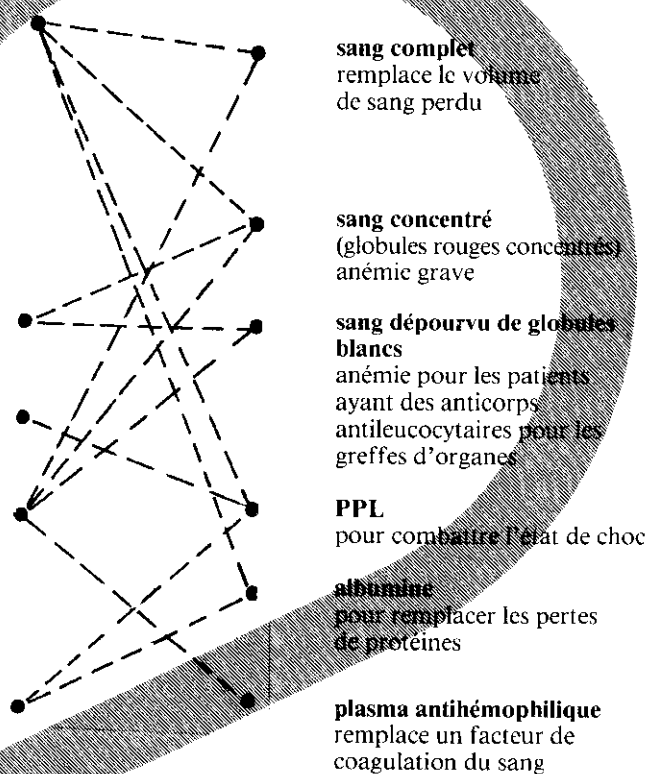 sang complet
remplace le volume
de sang perdu
sang concentré
(globules rouges concentrés)
anémie grave
sang dépourvu de globules
blancs
anémie pour les patients
ayant des anticorps
antileucocytaires pour les
greffes d'organes
PPL
pour combattre l'état de choc
albumine
pour remplacer les pertes
de protéines
plasma antihémophilique
remplace un facteur de
coagulation du sang